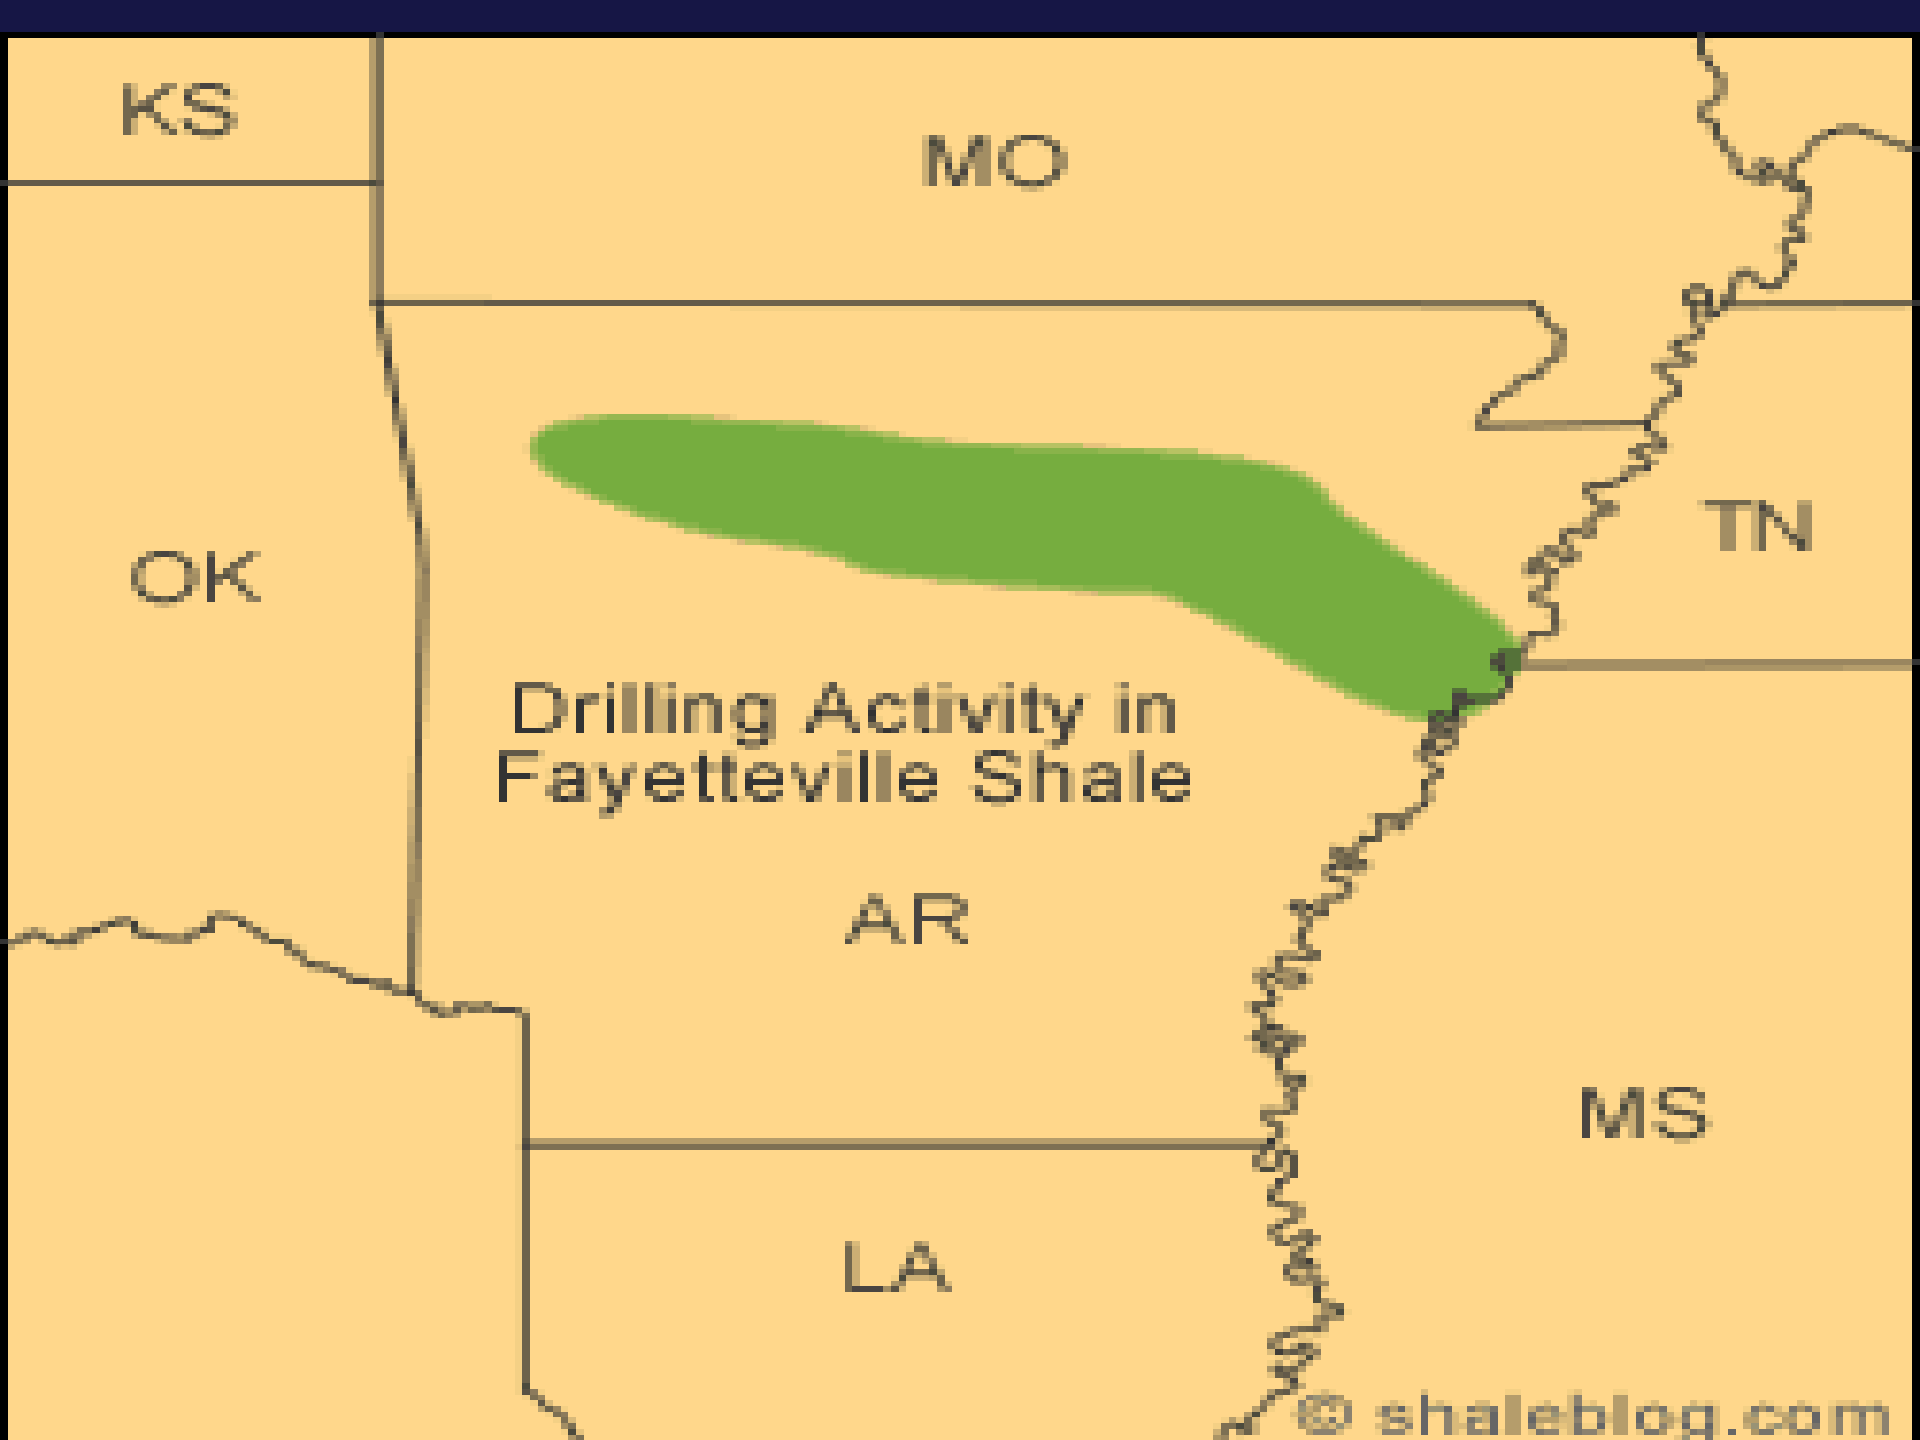 KS
MO
OK
TN
Drilling Activity in
Fayetteville Shale
AR
MS
LA
© shaleblog.com